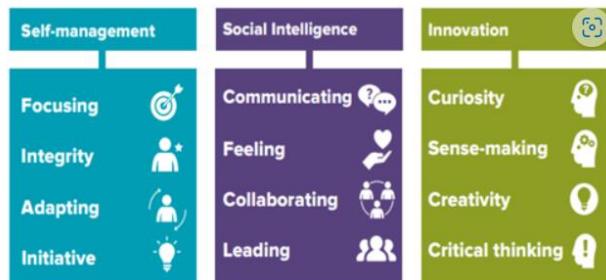 Self-management
Focusing
Integrity
Adapting
Initiative
Social Intelligence
Communicating
Feeling
Collaborating
Leading
Innovation
Curiosity
Sense-making
Creativity
Critical thinking